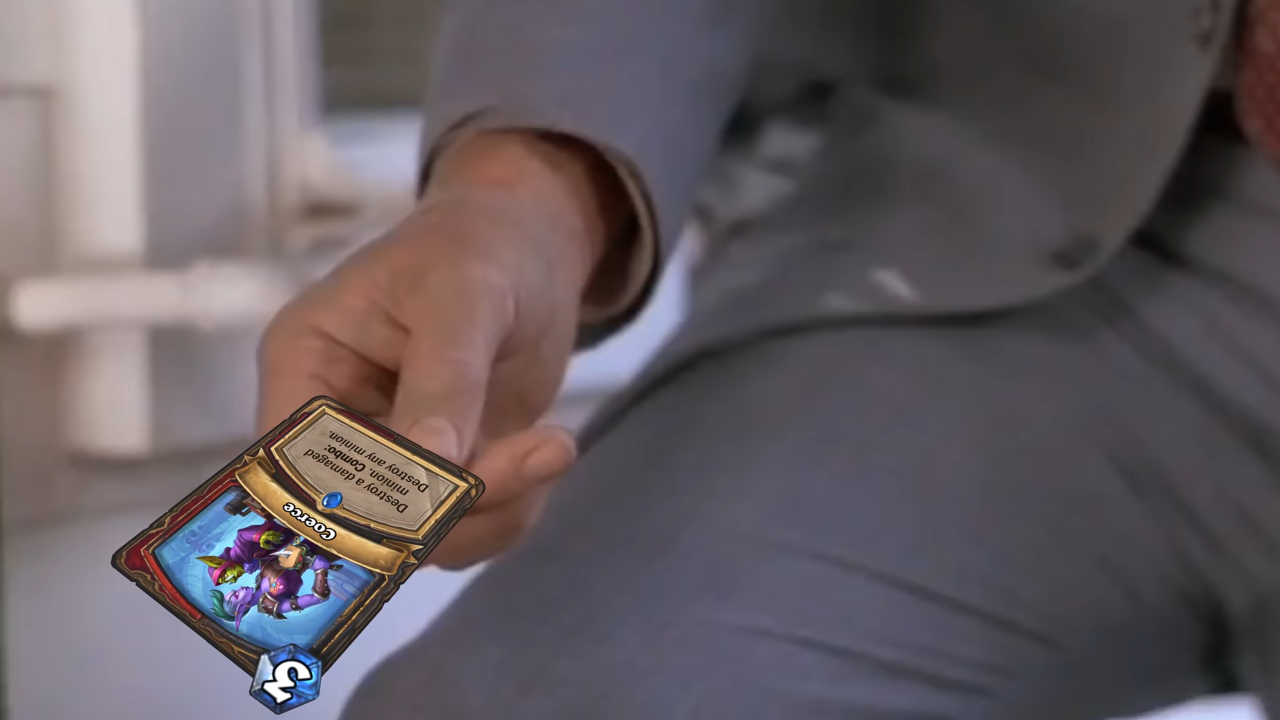 3
Coerce
Destroy a damaged
minion. Combo:
Destroy any minion.